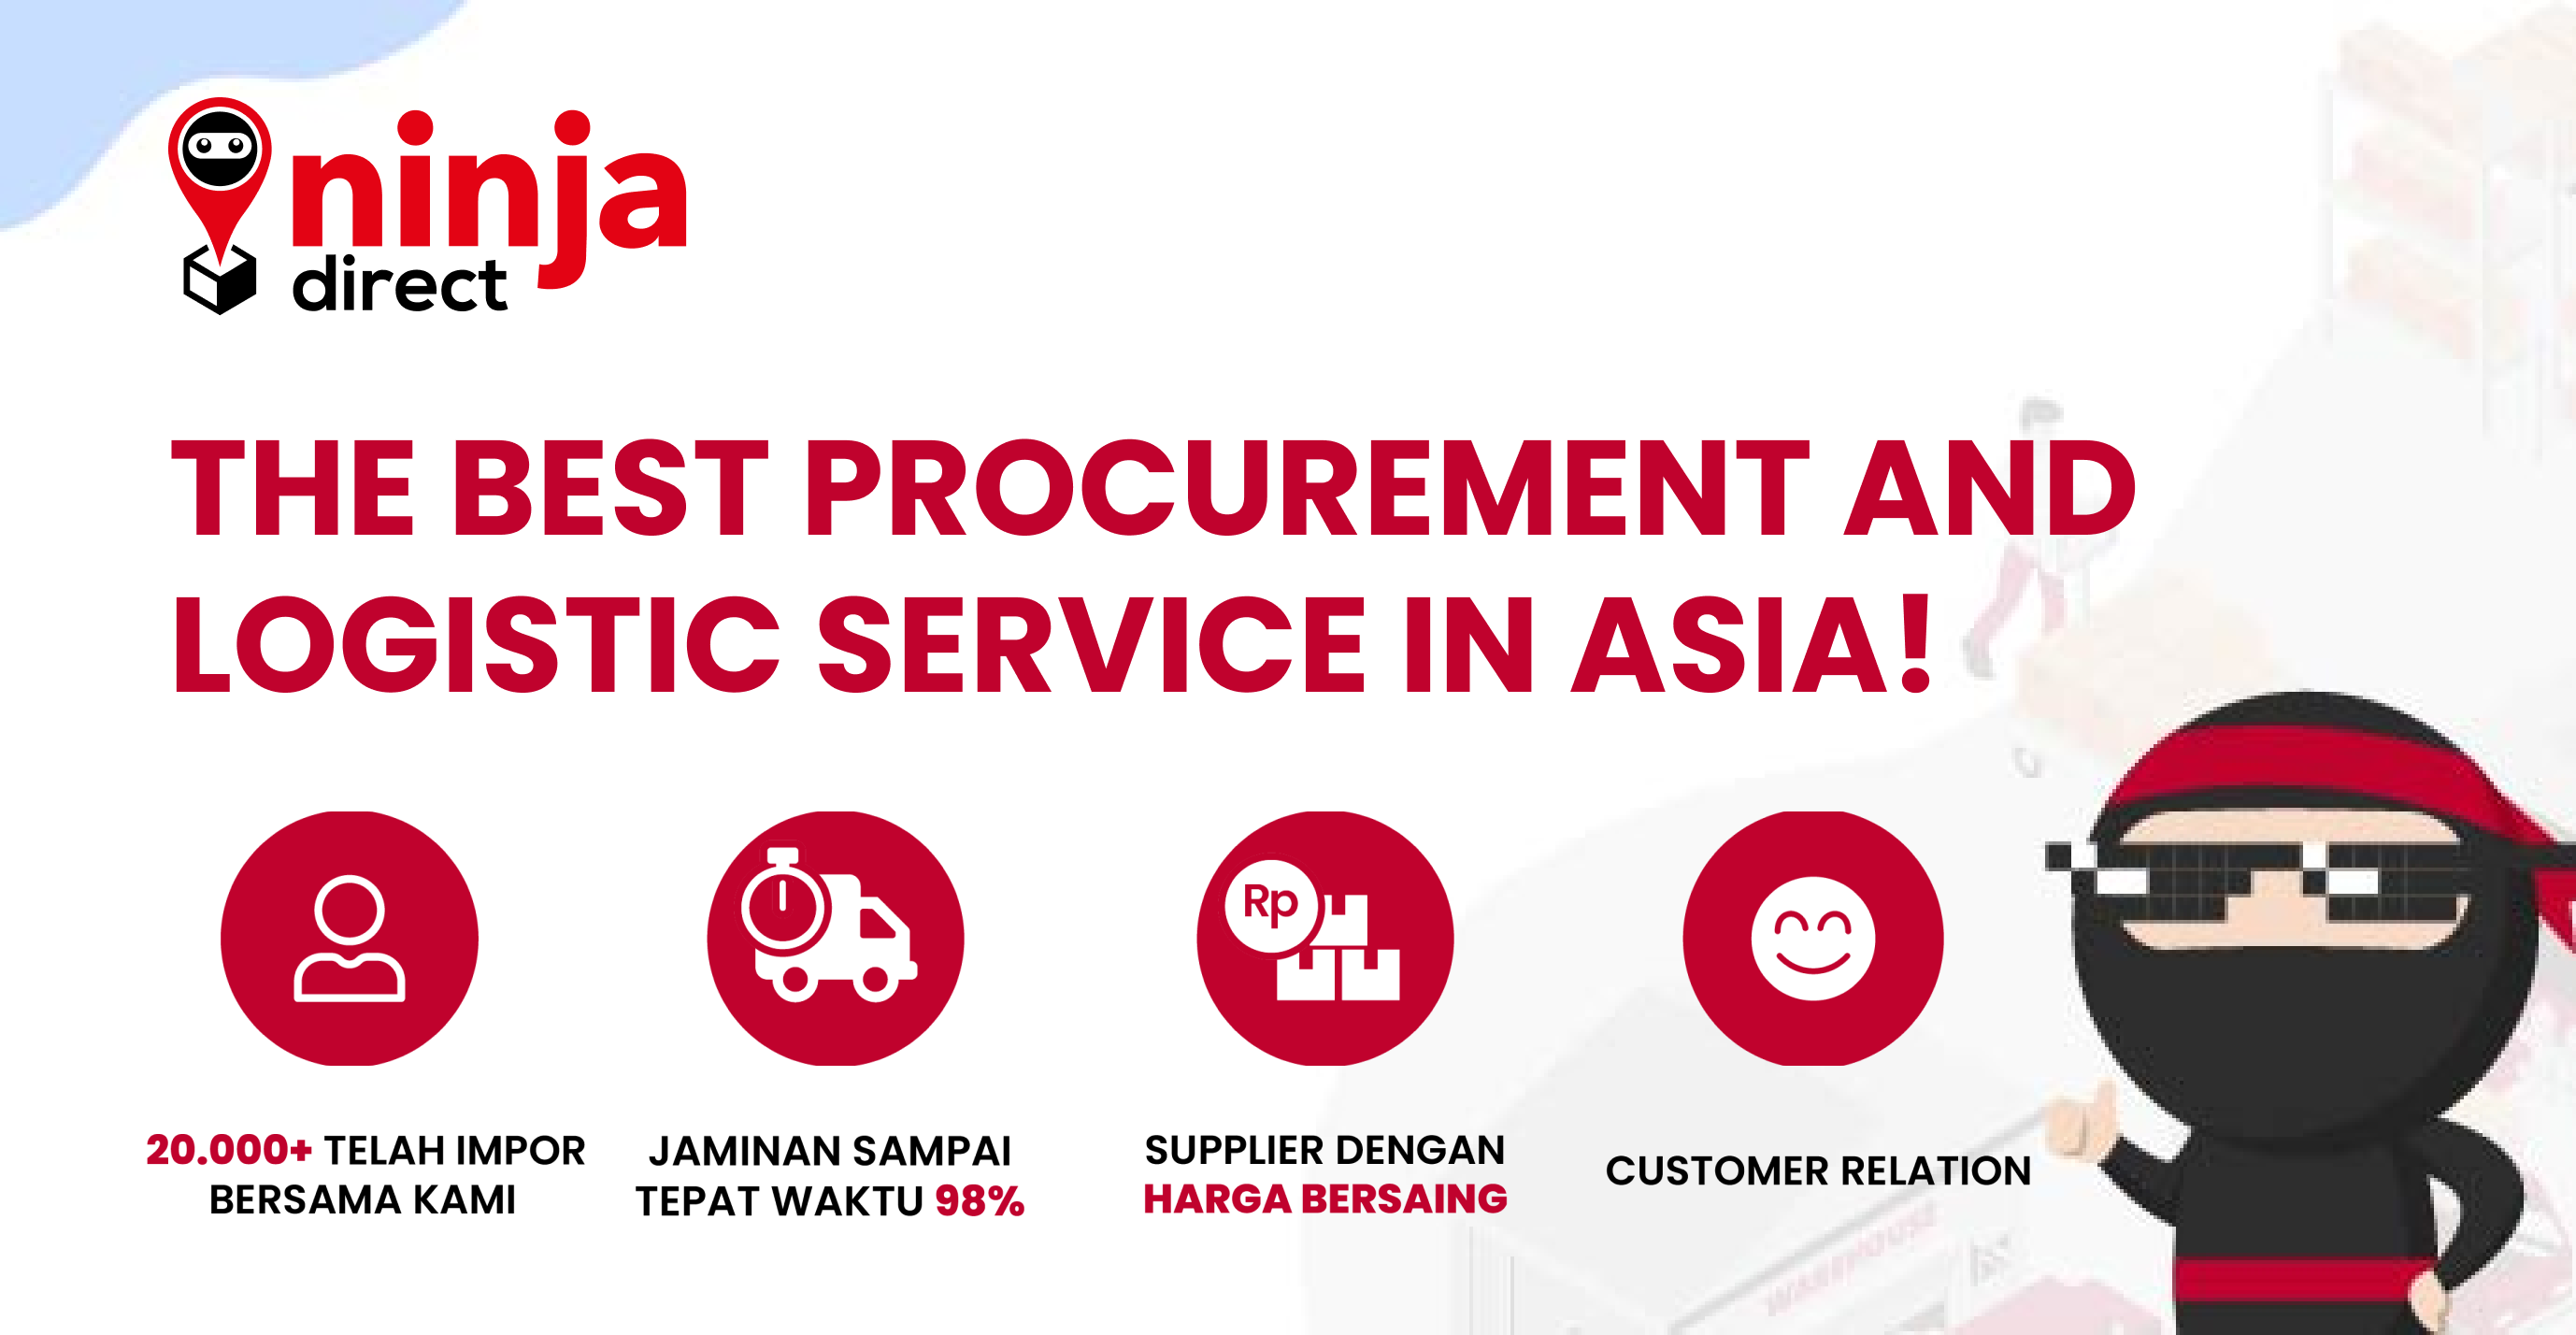 ninja
direct
THE BEST PROCUREMENT AND
LOGISTIC SERVICE IN ASIA!
Rp
20.000+ TELAH IMPOR
BERSAMA KAMI
JAMINAN SAMPAI
TEPAT WAKTU 98%
SUPPLIER DENGAN
HARGA BERSAING
CUSTOMER RELATION
WAREHOUSE